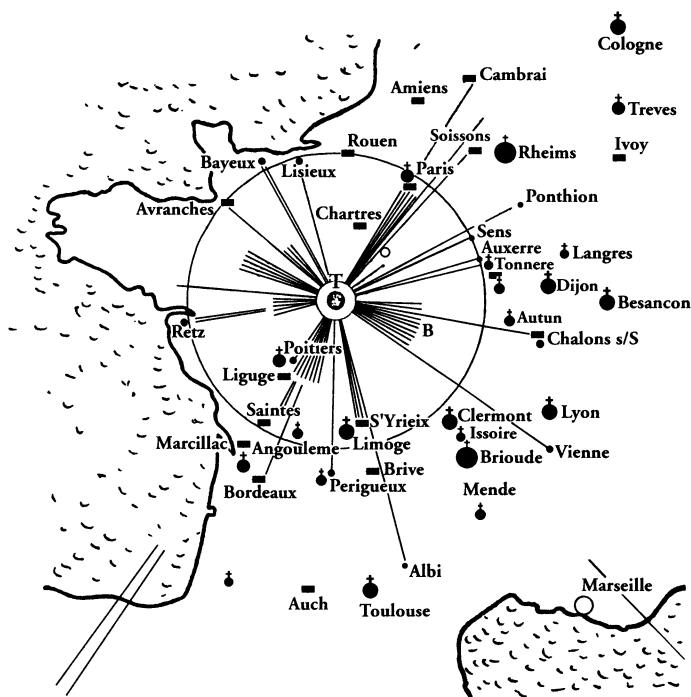 Cologne
Cambrai
Amiens
Treves
Soissons
Rouen
Ivoy
Rheims
Bayeux
Lisieux
Paris
Ponthion
Avranches
Chartres
Sens
Auxerre
Langres
Tonnere
T
Dijon
Besancon
Autun
Retz
B
Chalons s/S
Poitiers
Liguge
Saintes
S'Yrieix
Clermont
Lyon
Marcillac
Angouleme
Limoge
Issoire
Vienne
Brioude
Brive
Bordeaux
Perigueux
Mende
Albi
Marseille
Auch
Toulouse